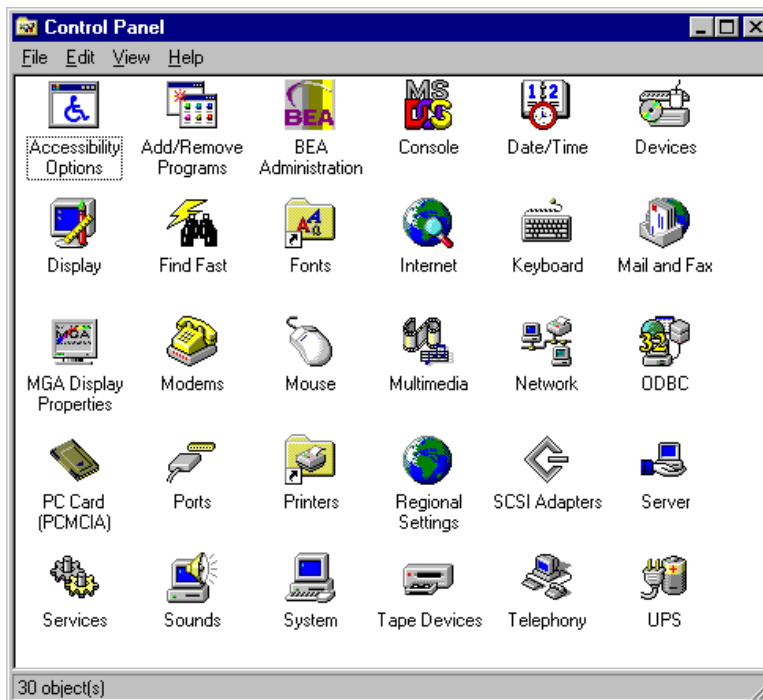 Control Panel
File Edit View Help
BEA
MS
DOS
1 2
Accessibility Options
Add/Remove Programs
BEA Administration
Console
Date/Time
Devices
A A a
Display
Find Fast
Fonts
Internet
Keyboard
Mail and Fax
MGA
32
MGA Display Properties
Modems
Mouse
Multimedia
Network
ODBC
PC Card (PCMCIA)
Ports
Printers
Regional Settings
SCSI Adapters
Server
Services
Sounds
System
Tape Devices
Telephony
UPS
30 object(s)